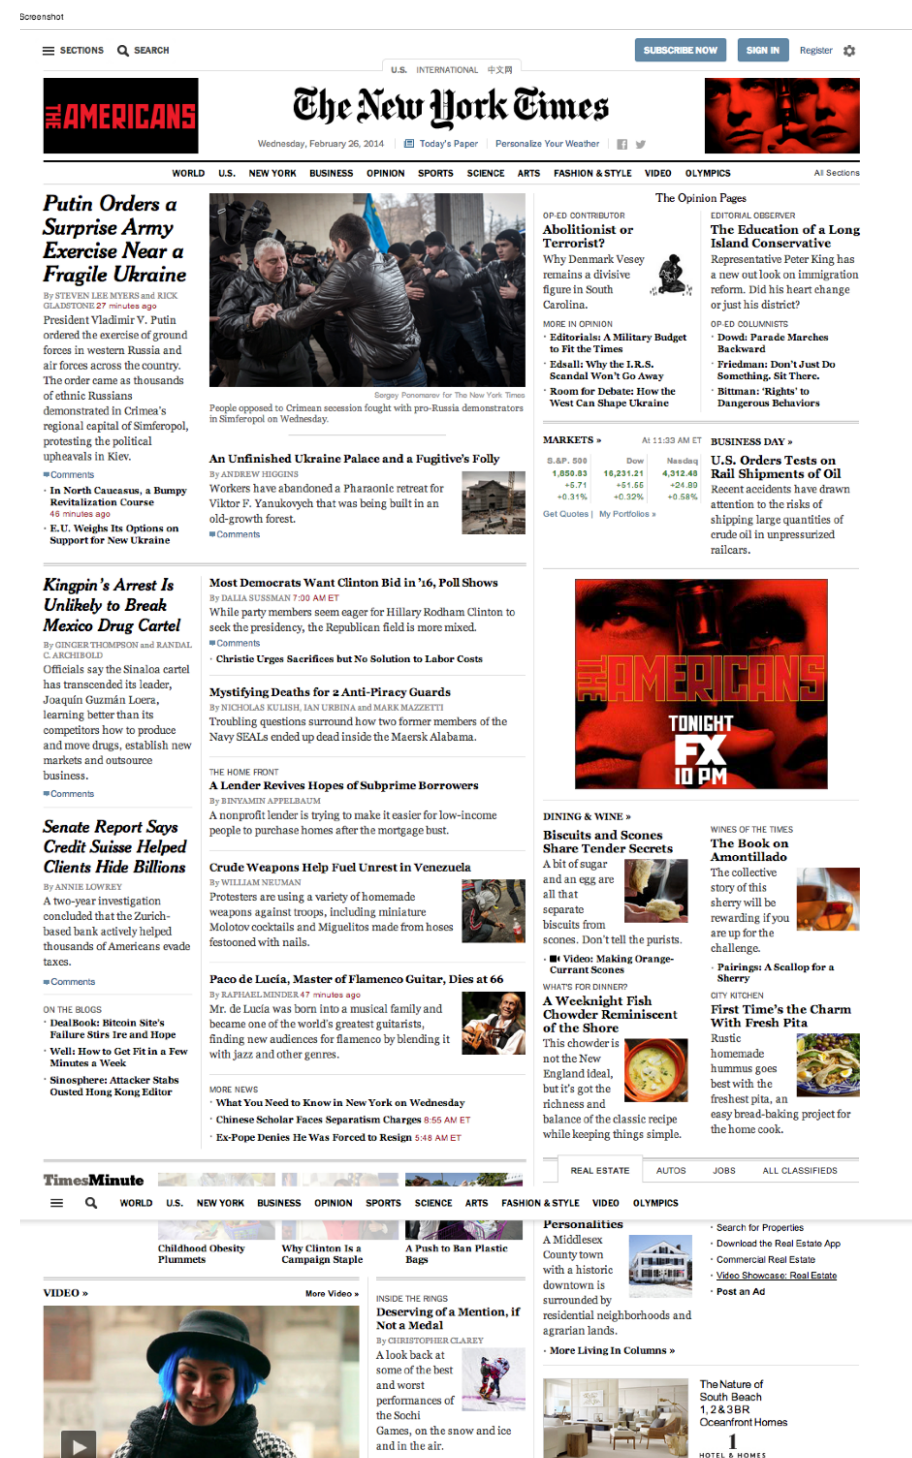 Screenshot
SECTIONS SEARCH
SUBSCRIBE NOW SIGN IN Register
U.S. INTERNATIONAL 中文网
THE AMERICANS
The New York Times
Wednesday, February 26, 2014 Today's Paper Personalize Your Weather
WORLD U.S. NEW YORK BUSINESS OPINION SPORTS SCIENCE ARTS FASHION & STYLE VIDEO OLYMPICS All Sections
Putin Orders a
Surprise Army
Exercise Near a
Fragile Ukraine
By STEVEN LEE MYERS and RICK
GLADSTONE 27 minutes ago
President Vladimir V. Putin
ordered the exercise of ground
forces in western Russia and
air forces across the country.
The order came as thousands
of ethnic Russians
demonstrated in Crimea's
regional capital of Simferopol,
protesting the political
upheavals in Kiev.
Comments
· In North Caucasus, a Bumpy
Revitalization Course
46 minutes ago
· E.U. Weighs Its Options on
Support for New Ukraine
Sergey Ponomarev for The New York Times
People opposed to Crimean secession fought with pro-Russia demonstrators
in Simferopol on Wednesday.
An Unfinished Ukraine Palace and a Fugitive's Folly
By ANDREW HIGGINS
Workers have abandoned a Pharaonic retreat for
Viktor F. Yanukovych that was being built in an
old-growth forest.
Comments
The Opinion Pages
OP-ED CONTRIBUTOR
Abolitionist or
Terrorist?
Why Denmark Vesey
remains a divisive
figure in South
Carolina.
MORE IN OPINION
· Editorials: A Military Budget
to Fit the Times
· Edsall: Why the I.R.S.
Scandal Won't Go Away
· Room for Debate: How the
West Can Shape Ukraine
EDITORIAL OBSERVER
The Education of a Long
Island Conservative
Representative Peter King has
a new out look on immigration
reform. Did his heart change
or just his district?
OP-ED COLUMNISTS
· Dowd: Parade Marches
Backward
· Friedman: Don't Just Do
Something. Sit There.
· Bittman: 'Rights' to
Dangerous Behaviors
MARKETS » At 11:33 AM ET
S.&P. 500 Dow Nasdaq
1,850.83 16,231.21 4,312.48
+5.71 +51.55 +24.89
+0.31% +0.32% +0.58%
Get Quotes | My Portfolios »
BUSINESS DAY »
U.S. Orders Tests on
Rail Shipments of Oil
Recent accidents have drawn
attention to the risks of
shipping large quantities of
crude oil in unpressurized
railcars.
Kingpin's Arrest Is
Unlikely to Break
Mexico Drug Cartel
By GINGER THOMPSON and RANDAL
C. ARCHIBOLD
Officials say the Sinaloa cartel
has transcended its leader,
Joaquín Guzmán Loera,
learning better than its
competitors how to produce
and move drugs, establish new
markets and outsource
business.
Comments
Senate Report Says
Credit Suisse Helped
Clients Hide Billions
By ANNIE LOWREY
A two-year investigation
concluded that the Zurich-
based bank actively helped
thousands of Americans evade
taxes.
Comments
ON THE BLOGS
· DealBook: Bitcoin Site's
Failure Stirs Ire and Hope
· Well: How to Get Fit in a Few
Minutes a Week
· Sinosphere: Attacker Stabs
Ousted Hong Kong Editor
Most Democrats Want Clinton Bid in '16, Poll Shows
By DALIA SUSSMAN 7:00 AM ET
While party members seem eager for Hillary Rodham Clinton to
seek the presidency, the Republican field is more mixed.
Comments
· Christie Urges Sacrifices but No Solution to Labor Costs
Mystifying Deaths for 2 Anti-Piracy Guards
By NICHOLAS KULISH, IAN URBINA and MARK MAZZETTI
Troubling questions surround how two former members of the
Navy SEALs ended up dead inside the Maersk Alabama.
THE HOME FRONT
A Lender Revives Hopes of Subprime Borrowers
By BINYAMIN APPELBAUM
A nonprofit lender is trying to make it easier for low-income
people to purchase homes after the mortgage bust.
Crude Weapons Help Fuel Unrest in Venezuela
By WILLIAM NEUMAN
Protesters are using a variety of homemade
weapons against troops, including miniature
Molotov cocktails and Miguelitos made from hoses
festooned with nails.
Paco de Lucía, Master of Flamenco Guitar, Dies at 66
By RAPHAEL MINDER 47 minutes ago
Mr. de Lucía was born into a musical family and
became one of the world's greatest guitarists,
finding new audiences for flamenco by blending it
with jazz and other genres.
MORE NEWS
· What You Need to Know in New York on Wednesday
· Chinese Scholar Faces Separatism Charges 8:55 AM ET
· Ex-Pope Denies He Was Forced to Resign 5:48 AM ET
THE AMERICANS
TONIGHT
FX
10 PM
DINING & WINE »
Biscuits and Scones
Share Tender Secrets
A bit of sugar
and an egg are
all that
separate
biscuits from
scones. Don't tell the purists.
· Video: Making Orange-
Currant Scones
WHAT'S FOR DINNER?
A Weeknight Fish
Chowder Reminiscent
of the Shore
This chowder is
not the New
England ideal,
but it's got the
richness and
balance of the classic recipe
while keeping things simple.
WINES OF THE TIMES
The Book on
Amontillado
The collective
story of this
sherry will be
rewarding if you
are up for the
challenge.
· Pairings: A Scallop for a
Sherry
CITY KITCHEN
First Time's the Charm
With Fresh Pita
Rustic
homemade
hummus goes
best with the
freshest pita, an
easy bread-baking project for
the home cook.
TimesMinute
REAL ESTATE AUTOS JOBS ALL CLASSIFIEDS
WORLD U.S. NEW YORK BUSINESS OPINION SPORTS SCIENCE ARTS FASHION & STYLE VIDEO OLYMPICS
Childhood Obesity
Plummets
Why Clinton Is a
Campaign Staple
A Push to Ban Plastic
Bags
VIDEO » More Video »
INSIDE THE RINGS
Deserving of a Mention, if
Not a Medal
By CHRISTOPHER CLAREY
A look back at
some of the best
and worst
performances of
the Sochi
Games, on the snow and ice
and in the air.
Personalities
A Middlesex
County town
with a historic
downtown is
surrounded by
residential neighborhoods and
agrarian lands.
· More Living In Columns »
· Search for Properties
· Download the Real Estate App
· Commercial Real Estate
· Video Showcase: Real Estate
· Post an Ad
The Nature of
South Beach
1, 2 & 3 BR
Oceanfront Homes
1
HOTEL & HOMES